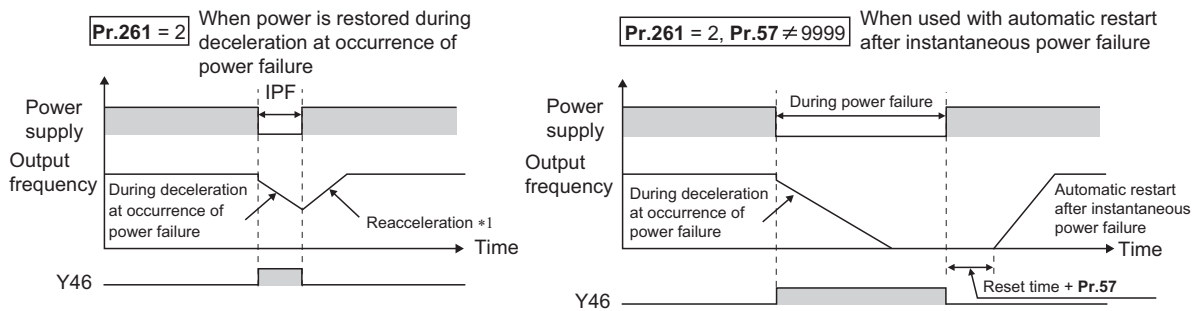 Pr.261 = 2
When power is restored during
deceleration at occurrence of
power failure
IPF
Power
supply
Output
frequency
During deceleration
at occurrence of
power failure
Reacceleration *1
Time
Y46
Pr.261 = 2, Pr.57 ≠ 9999
When used with automatic restart
after instantaneous power failure
During power failure
Power
supply
Output
frequency
During deceleration
at occurrence of
power failure
Automatic restart
after instantaneous
power failure
Time
Reset time + Pr.57
Y46